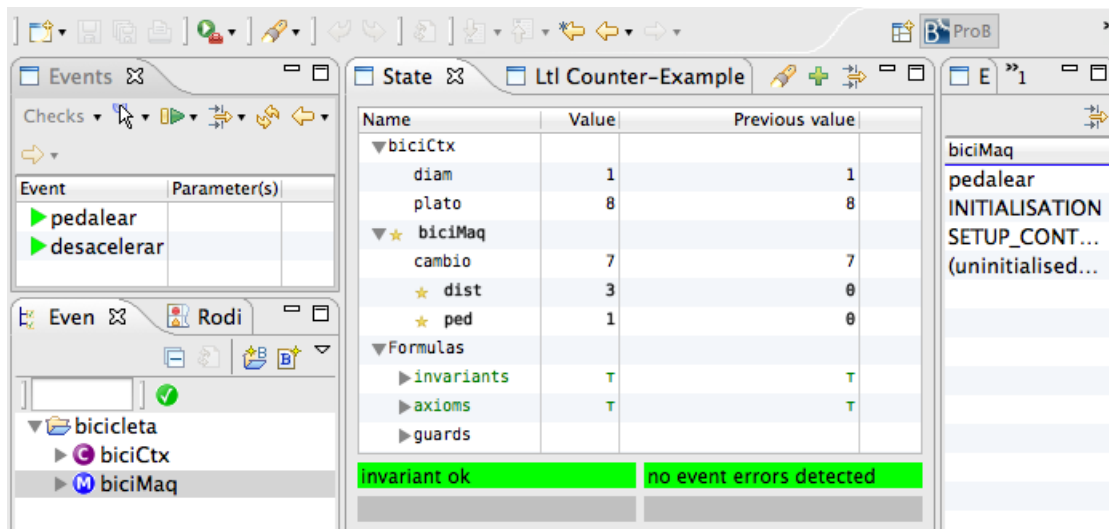 ProB
Events
State
Ltl Counter-Example
E
»1
Checks
Event Parameter(s)
pedalear
desacelerar
Name Value Previous value
biciCtx
diam 1 1
plato 8 8
biciMaq
cambio 7 7
dist 3 0
ped 1 0
Formulas
invariants ⊤ ⊤
axioms ⊤ ⊤
guards
invariant ok
no event errors detected
biciMaq
pedalear
INITIALISATION
SETUP_CONT...
(uninitialised...
Even
Rodi
bicicleta
C biciCtx
M biciMaq